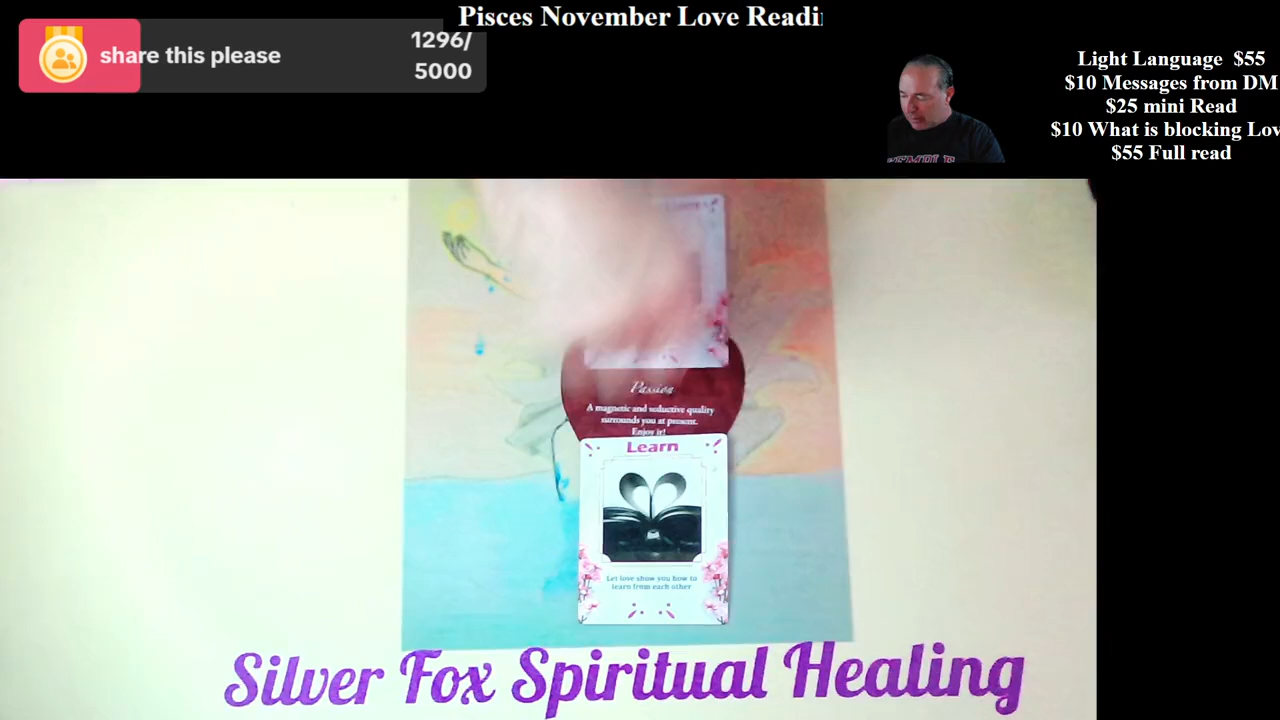 Pisces November Love Readi
share this please
1296/
5000
Light Language $55
$10 Messages from DM
$25 mini Read
$10 What is blocking Lov
$55 Full read
Passion
A magnetic and seductive quality
surrounds you at present.
Enjoy it!
Learn
Let love show you how to
learn from each other
Silver Fox Spiritual Healing